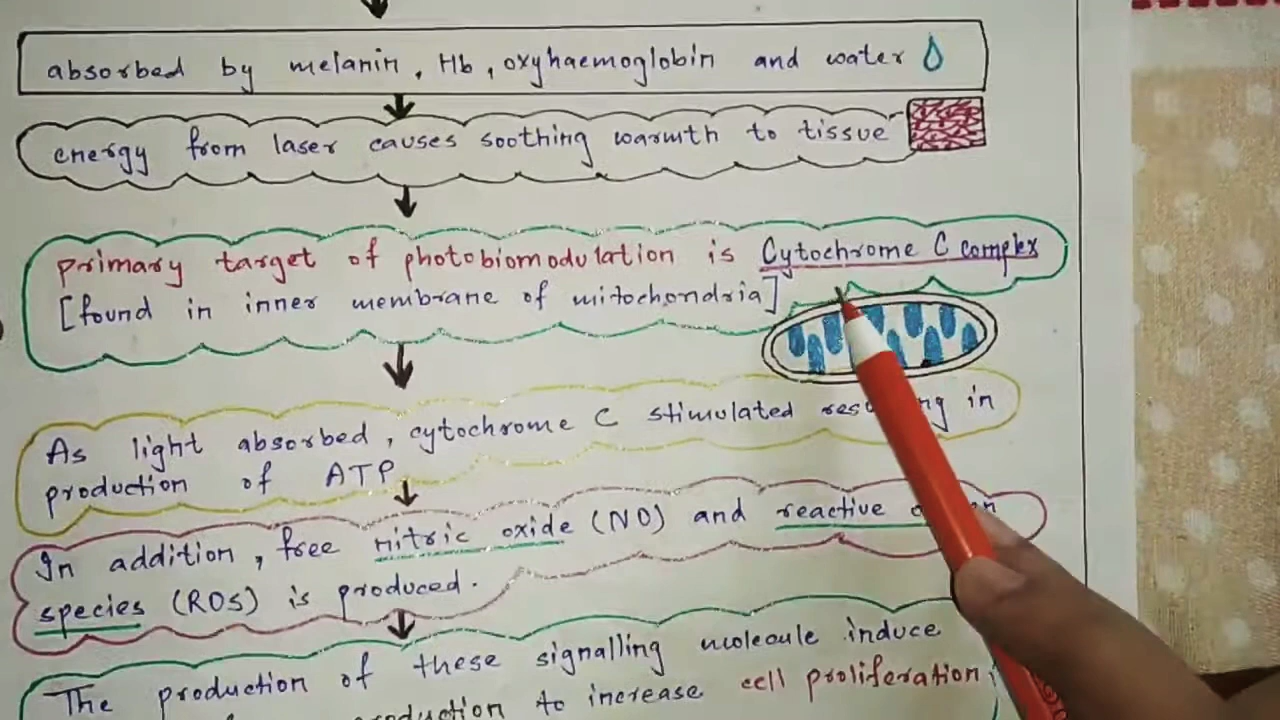 absorbed by melanin, Hb, oxyhaemoglobin and water
energy from laser causes soothing warmth to tissue
primary target of photobiomodulation is Cytochrome C complex
[found in inner membrane of mitochondria]
As light absorbed, cytochrome C stimulated in
production of ATP
In addition, free nitric oxide (NO) and reactive
species (ROS) is produced.
The production of these signalling molecule induce
to increase cell proliferation,